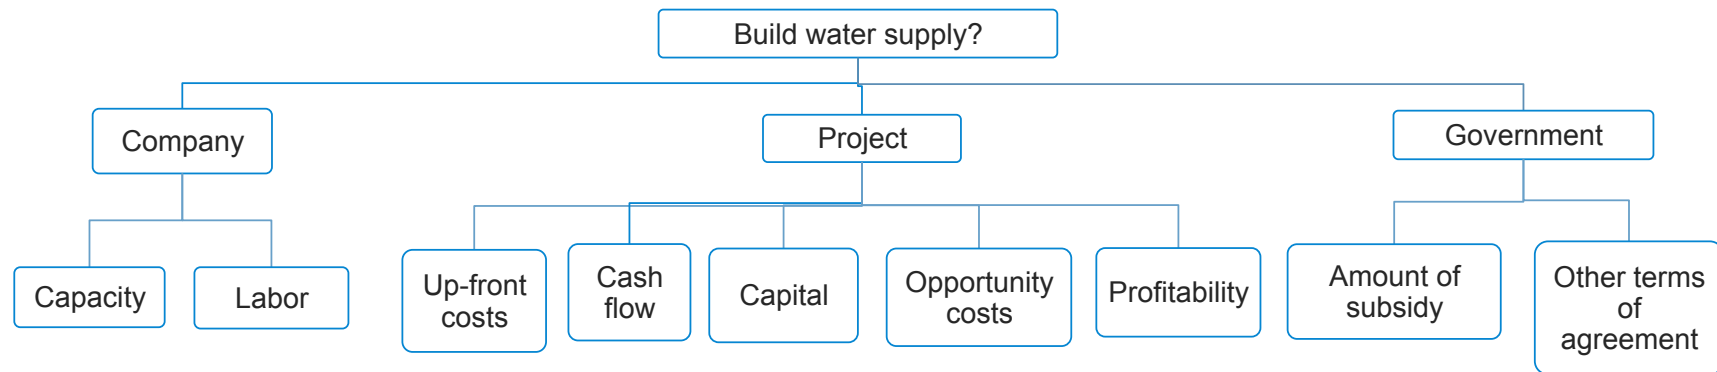 Build water supply?
Company
Project
Government
Capacity
Labor
Up-front
costs
Cash
flow
Capital
Opportunity
costs
Profitability
Amount of
subsidy
Other terms
of
agreement